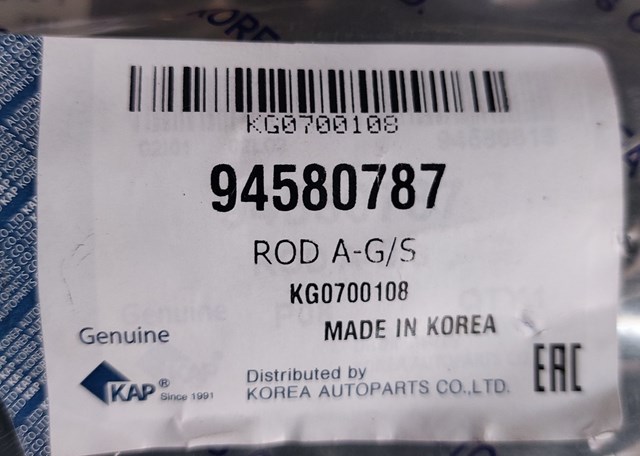 KG0700108
94580787
ROD A-G/S
KG0700108
MADE IN KOREA
Genuine
KAP® Since 1991
Distributed by
KOREA AUTOPARTS CO.,LTD.
EAC